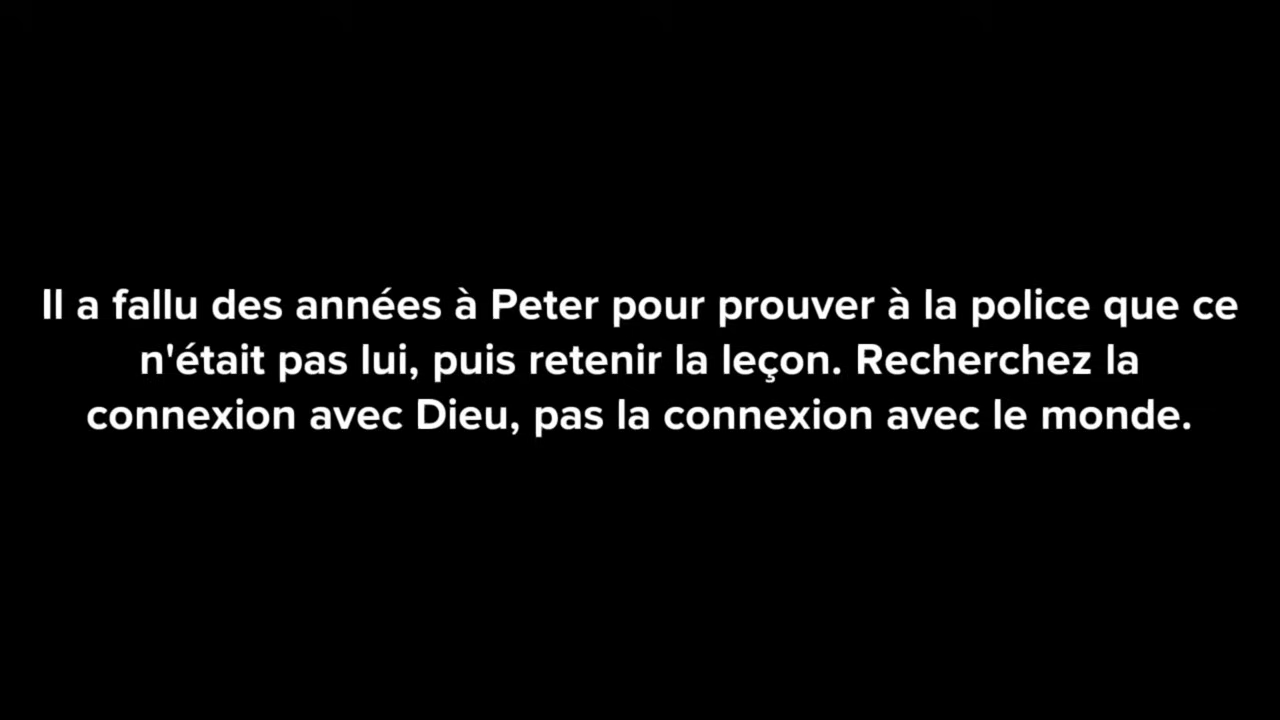 Il a fallu des années à Peter pour prouver à la police que ce
n'était pas lui, puis retenir la leçon. Recherchez la
connexion avec Dieu, pas la connexion avec le monde.